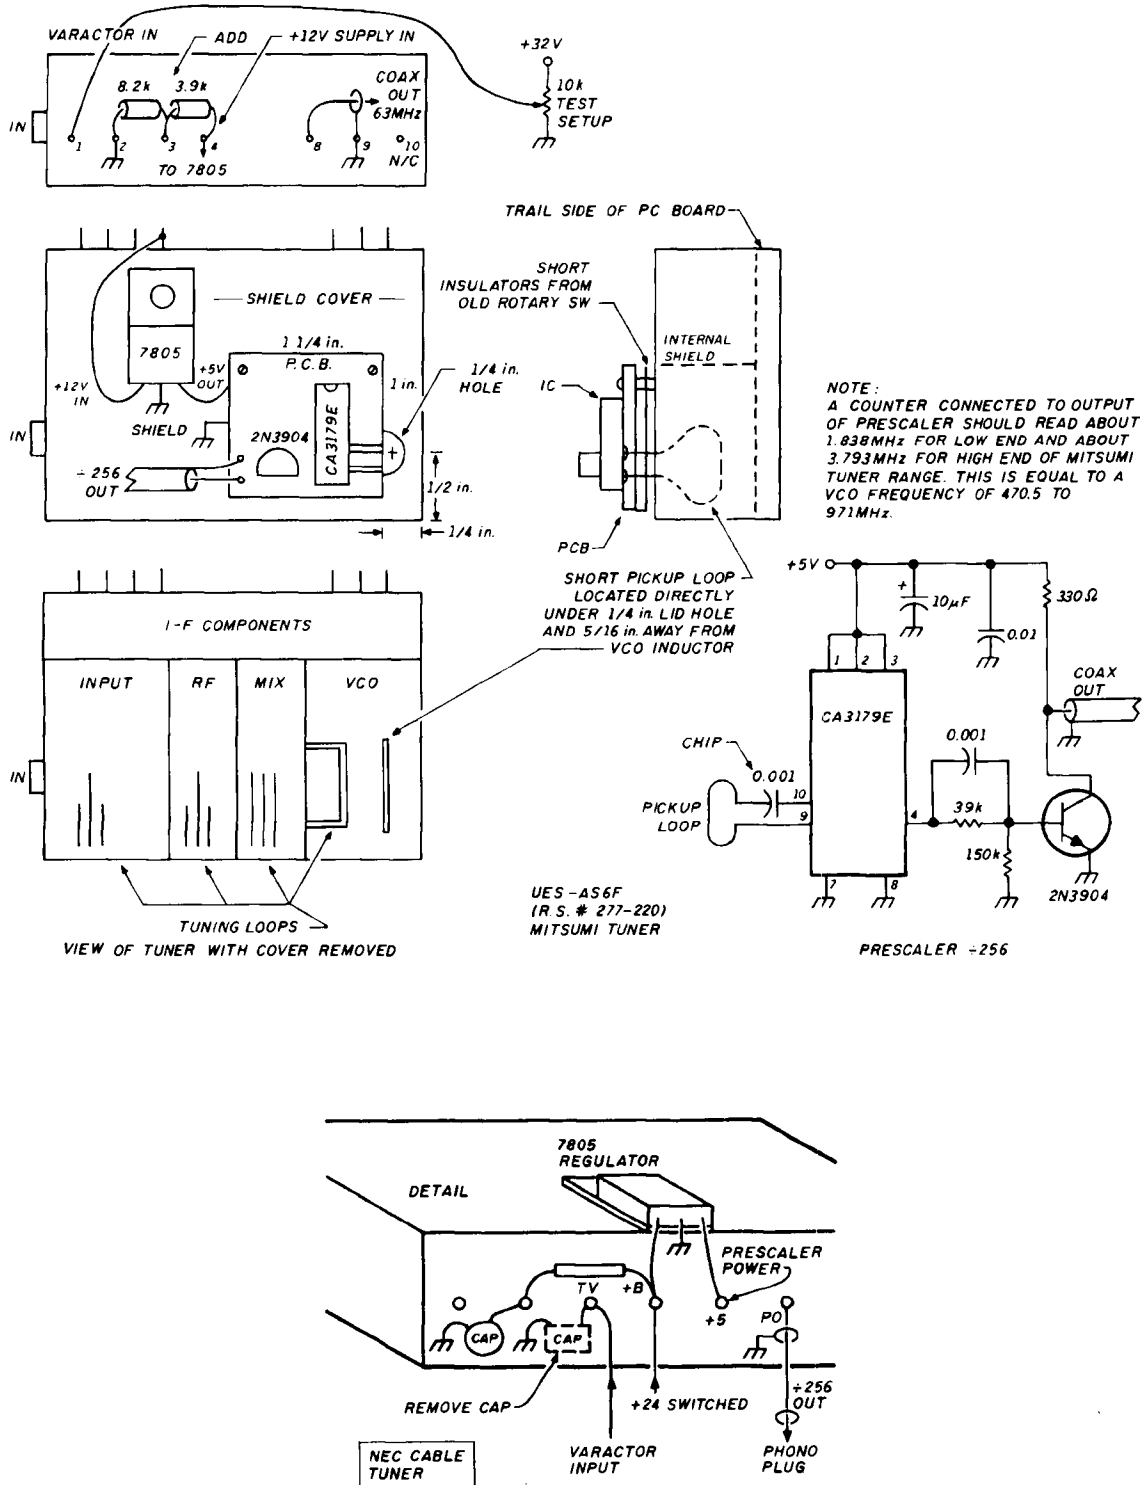 VARACTOR IN
ADD
+12V SUPPLY IN
+32V
8.2k
3.9k
COAX
OUT
63MHz
10k
TEST
SETUP
IN
1
2
3
4
8
9
10
N/C
TO 7805
TRAIL SIDE OF PC BOARD
SHORT
INSULATORS FROM
OLD ROTARY SW
SHIELD COVER
7805
1 1/4 in.
P.C.B.
+5V
OUT
1 in.
1/4 in.
HOLE
+12V
IN
IN
SHIELD
2N3904
CA3179E
+
÷256
OUT
1/2 in.
1/4 in.
INTERNAL
SHIELD
IC
PCB
NOTE:
A COUNTER CONNECTED TO OUTPUT
OF PRESCALER SHOULD READ ABOUT
1.838MHz FOR LOW END AND ABOUT
3.793MHz FOR HIGH END OF MITSUMI
TUNER RANGE. THIS IS EQUAL TO A
VCO FREQUENCY OF 470.5 TO
971MHz.
SHORT PICKUP LOOP
LOCATED DIRECTLY
UNDER 1/4 in. LID HOLE
AND 5/16 in. AWAY FROM
VCO INDUCTOR
I-F COMPONENTS
INPUT
RF
MIX
VCO
IN
TUNING LOOPS
VIEW OF TUNER WITH COVER REMOVED
+5V
+
10µF
0.01
330Ω
1
2
3
CA3179E
COAX
OUT
CHIP
0.001
10
9
PICKUP
LOOP
4
0.001
39k
150k
7
8
2N3904
UES-AS6F
(R.S. # 277-220)
MITSUMI TUNER
PRESCALER ÷256
7805
REGULATOR
DETAIL
PRESCALER
POWER
TV
+B
+5
PO
CAP
CAP
REMOVE CAP
+24 SWITCHED
÷256
OUT
VARACTOR
INPUT
PHONO
PLUG
NEC CABLE
TUNER